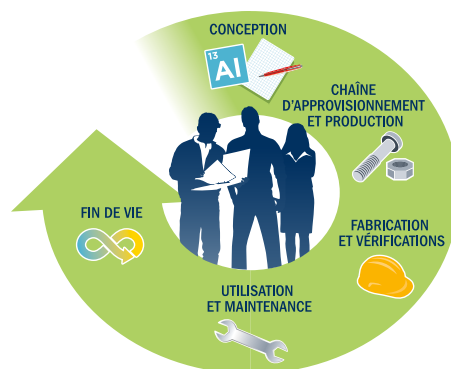 CONCEPTION
13
Al
CHAÎNE
D'APPROVISIONNEMENT
ET PRODUCTION
FABRICATION
ET VÉRIFICATIONS
UTILISATION
ET MAINTENANCE
FIN DE VIE